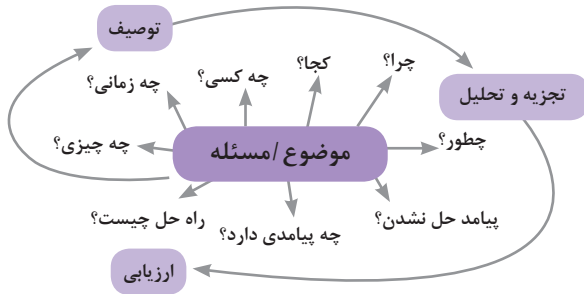 توصیف
چرا؟
کجا؟
چه کسی؟
چه زمانی؟
تجزیه و تحلیل
چطور؟
موضوع /مسئله
چه چیزی؟
پیامد حل نشدن؟
چه پیامدی دارد؟
راه حل چیست؟
ارزیابی